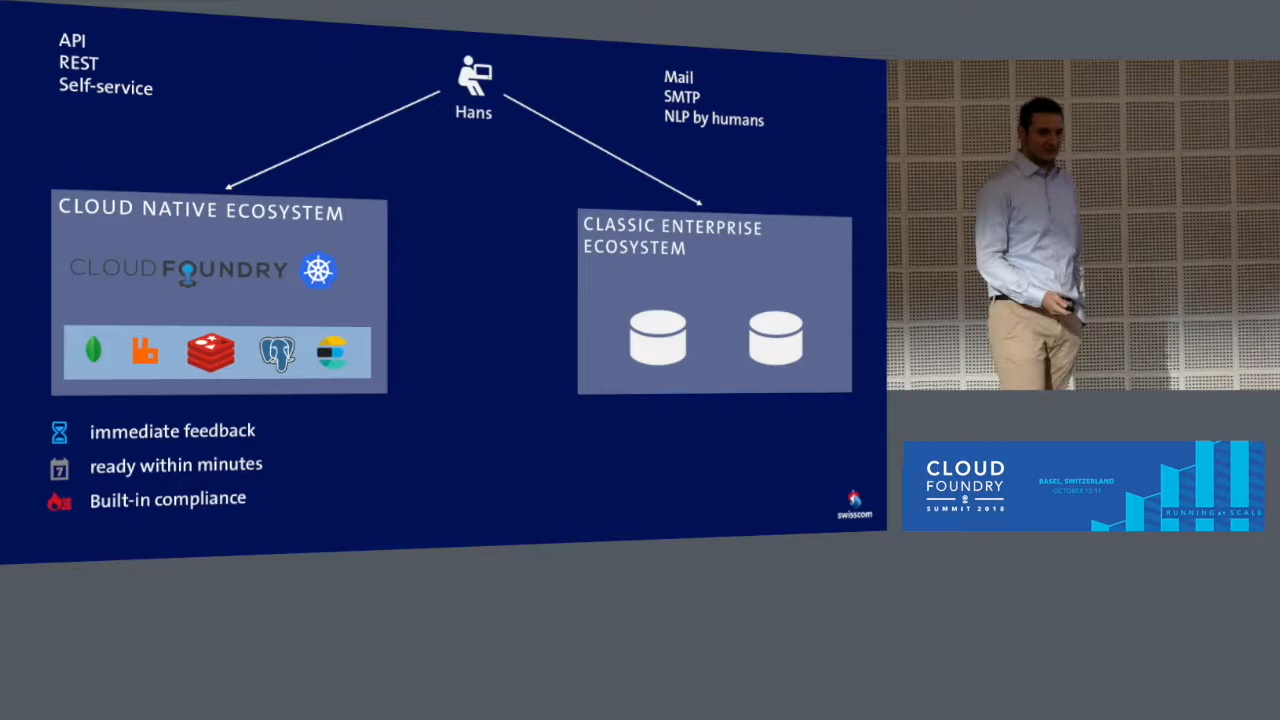 API
REST
Self-service
Hans
Mail
SMTP
NLP by humans
CLOUD NATIVE ECOSYSTEM
CLOUD FOUNDRY
CLASSIC ENTERPRISE
ECOSYSTEM
immediate feedback
7
ready within minutes
Built-in compliance
swisscom
CLOUD
FOUNDRY
SUMMIT 2018
BASEL, SWITZERLAND
OCTOBER 10-11
RUNNING AT SCALE